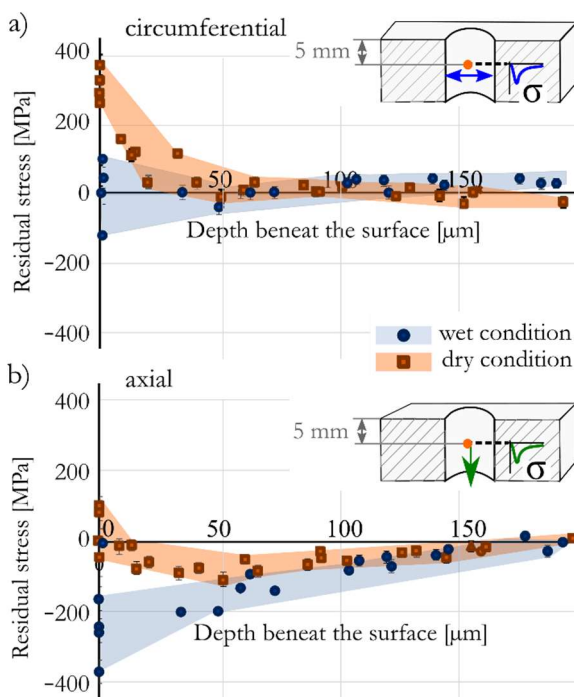 a)
circumferential
400
200
0
−200
−400
Residual stress [MPa]
50
100
150
Depth beneat the surface [µm]
5 mm
σ
wet condition
dry condition
b)
axial
400
200
0
−200
−400
Residual stress [MPa]
0
50
100
150
Depth beneat the surface [µm]
5 mm
σ